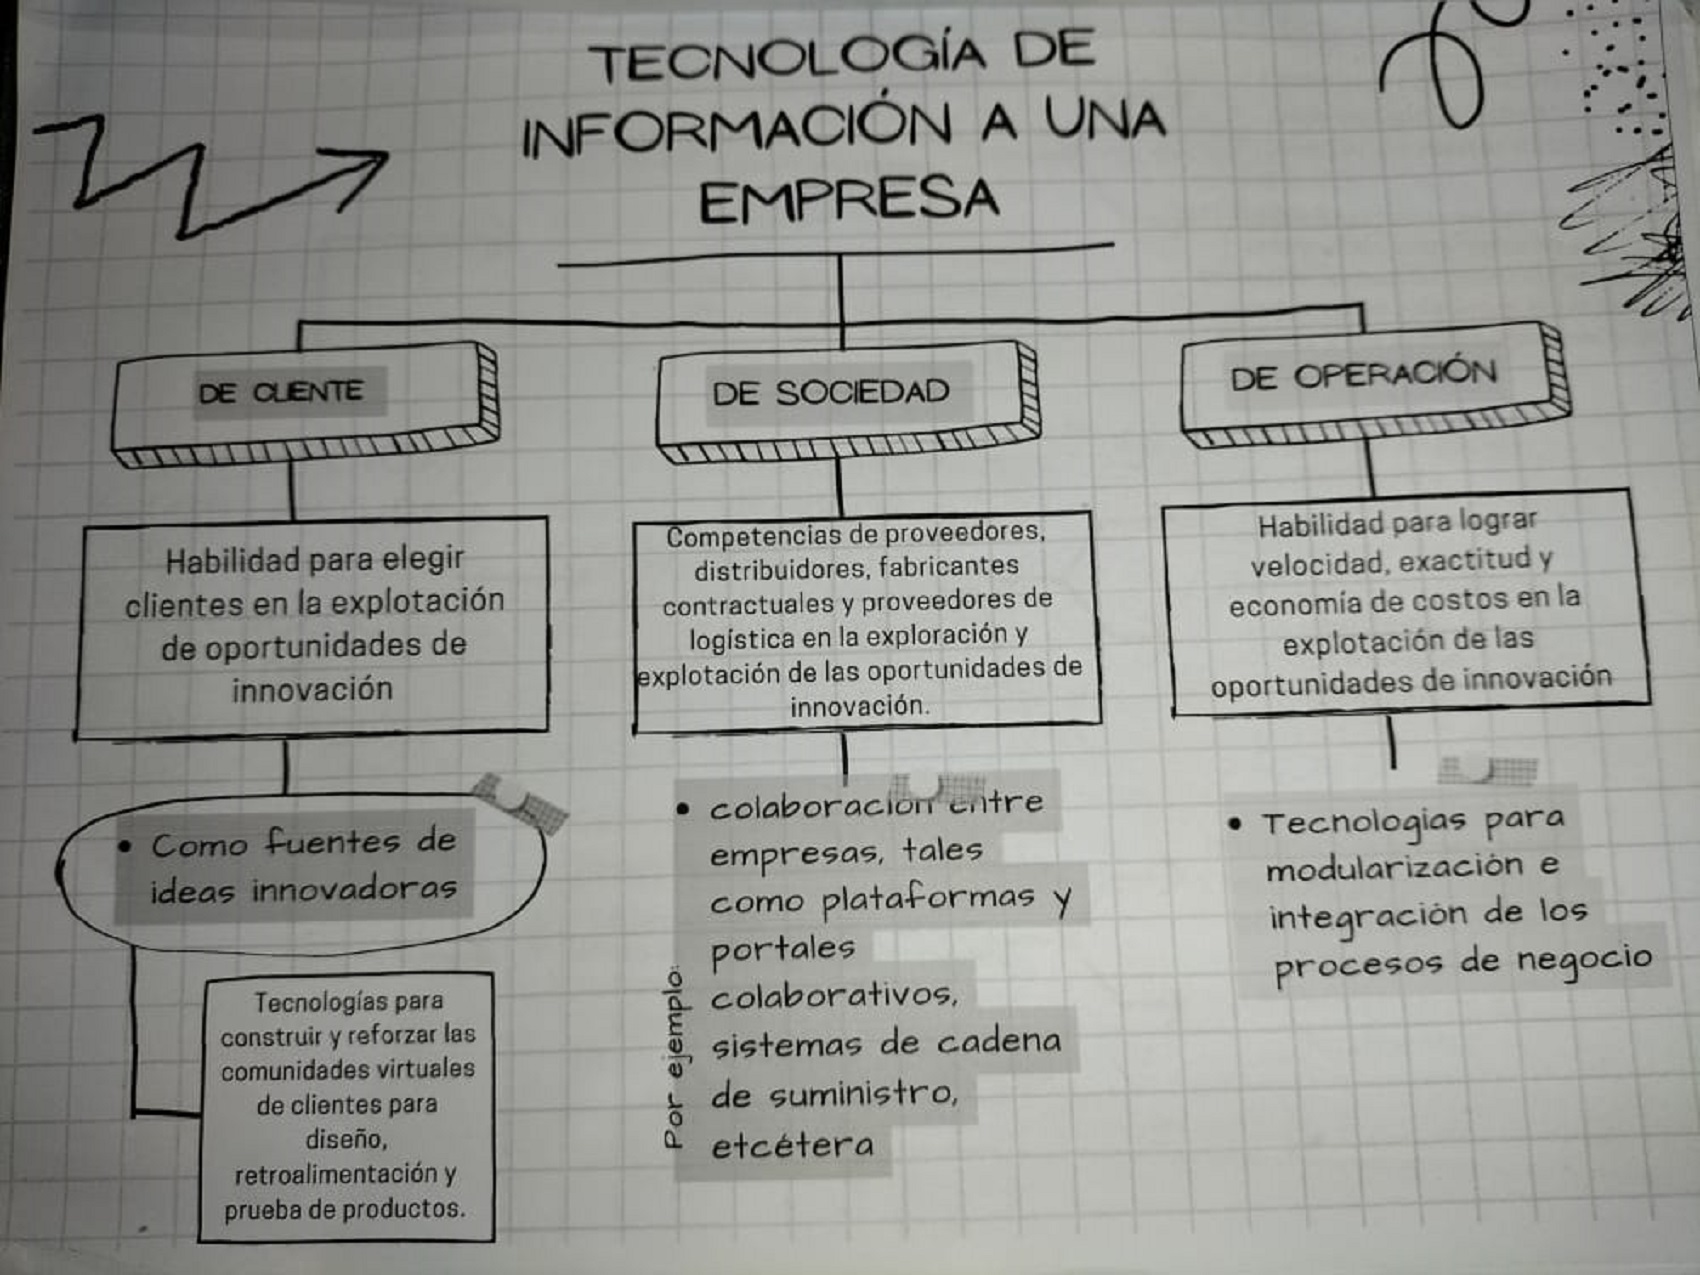 TECNOLOGÍA DE
INFORMACIÓN A UNA
EMPRESA
DE CLIENTE
Habilidad para elegir
clientes en la explotación
de oportunidades de
innovación
• Como fuentes de
ideas innovadoras
Tecnologías para
construir y reforzar las
comunidades virtuales
de clientes para
diseño,
retroalimentación y
prueba de productos.
DE SOCIEDAD
Competencias de proveedores,
distribuidores, fabricantes
contractuales y proveedores de
logística en la exploración y
explotación de las oportunidades de
innovación.
Por ejemplo:
• colaboración entre
empresas, tales
como plataformas y
portales
colaborativos,
sistemas de cadena
de suministro,
etcétera
DE OPERACIÓN
Habilidad para lograr
velocidad, exactitud y
economía de costos en la
explotación de las
oportunidades de innovación
• Tecnologías para
modularización e
integración de los
procesos de negocio